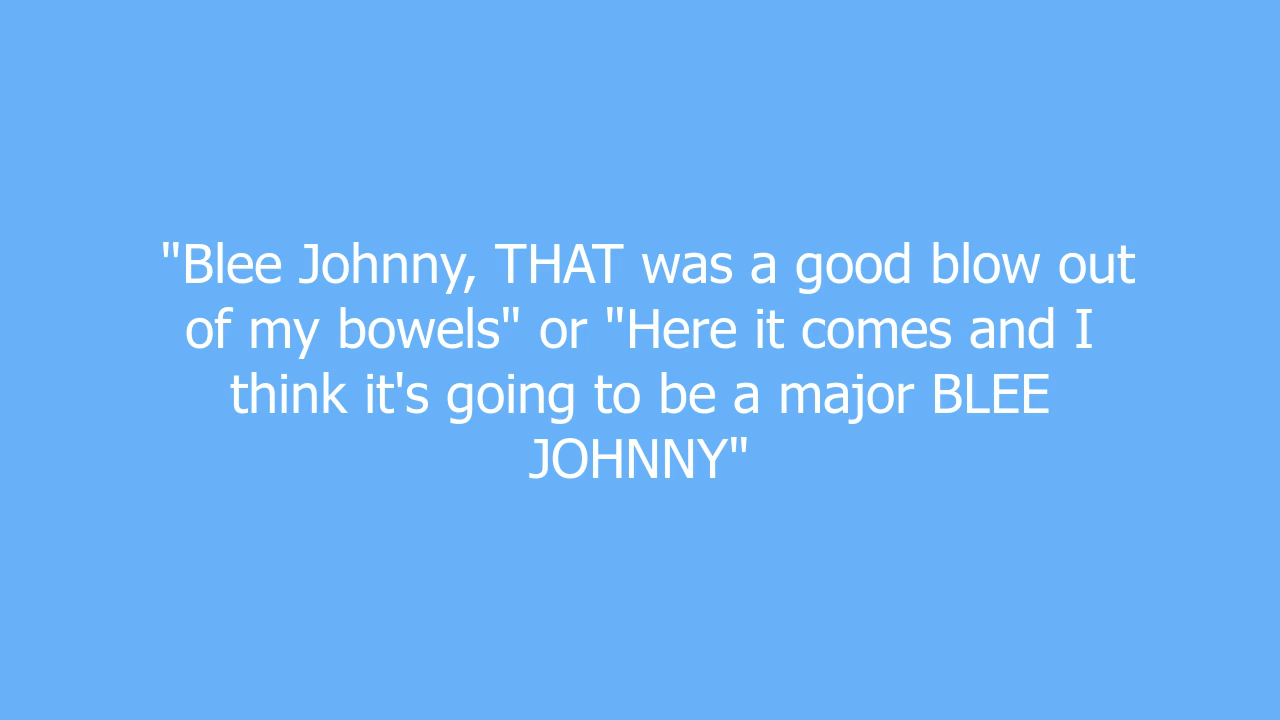 "Blee Johnny, THAT was a good blow out
of my bowels" or "Here it comes and I
think it's going to be a major BLEE
JOHNNY"